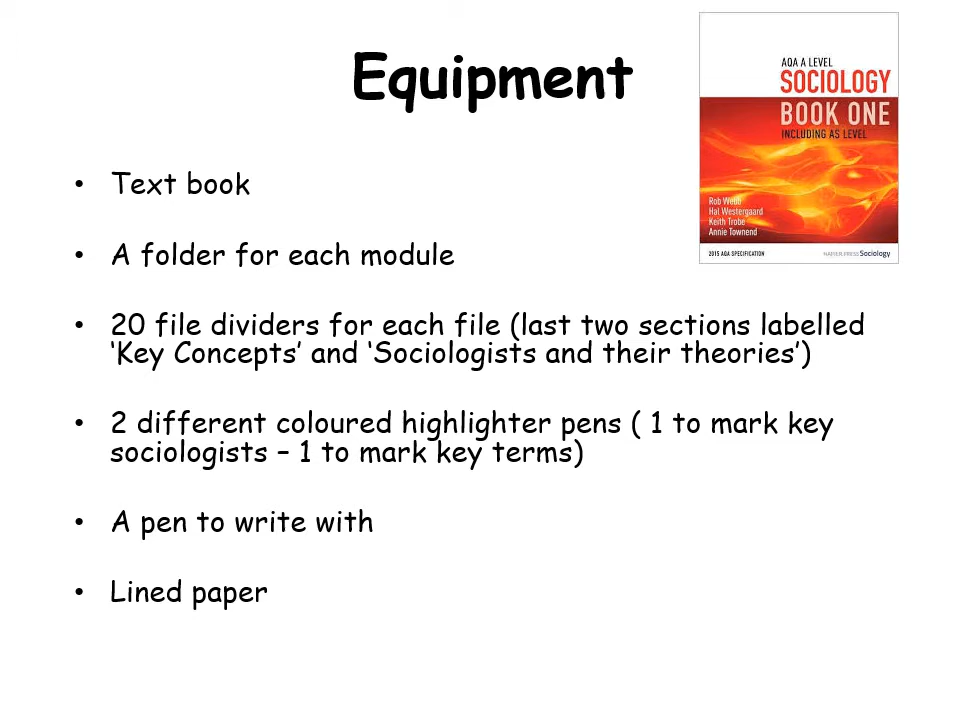 Equipment
AQA A LEVEL
SOCIOLOGY
BOOK ONE
INCLUDING AS LEVEL
Rob Webb
Hal Westergaard
Keith Trobe
Annie Townend
2015 AQA SPECIFICATION
NAPIER PRESS Sociology
• Text book
• A folder for each module
• 20 file dividers for each file (last two sections labelled
‘Key Concepts’ and ‘Sociologists and their theories’)
• 2 different coloured highlighter pens ( 1 to mark key
sociologists – 1 to mark key terms)
• A pen to write with
• Lined paper